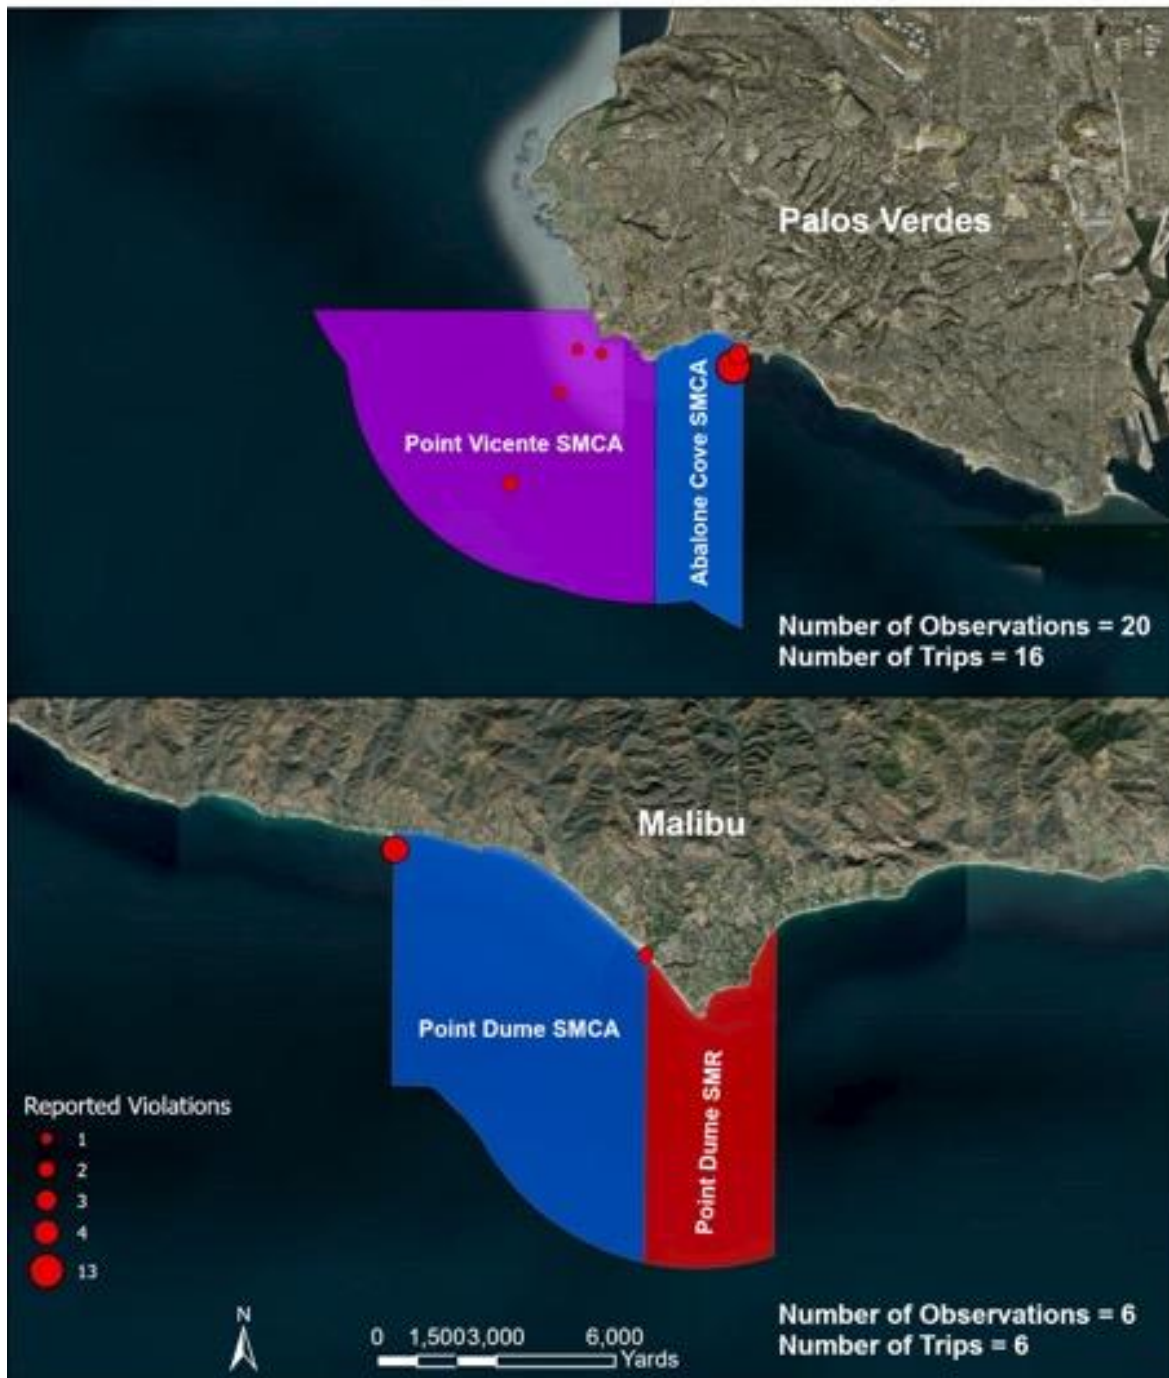 Palos Verdes
Point Vicente SMCA
Abalone Cove SMCA
Number of Observations = 20
Number of Trips = 16
Malibu
Point Dume SMCA
Point Dume SMR
Reported Violations
1
2
3
4
13
N
0 1,500 3,000 6,000
Yards
Number of Observations = 6
Number of Trips = 6